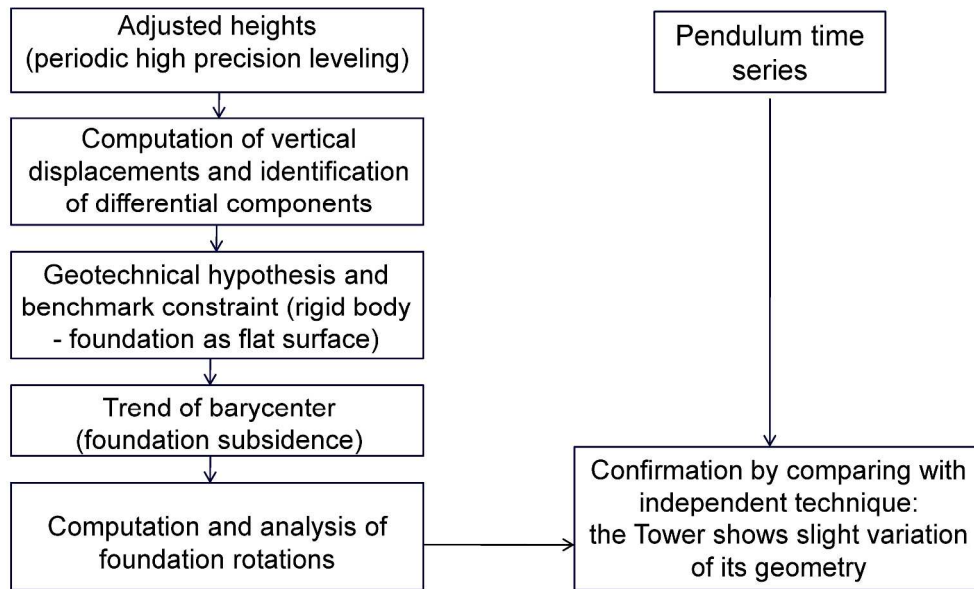 Adjusted heights
(periodic high precision leveling)
Computation of vertical
displacements and identification
of differential components
Geotechnical hypothesis and
benchmark constraint (rigid body
- foundation as flat surface)
Trend of barycenter
(foundation subsidence)
Computation and analysis of
foundation rotations
Pendulum time
series
Confirmation by comparing with
independent technique:
the Tower shows slight variation
of its geometry